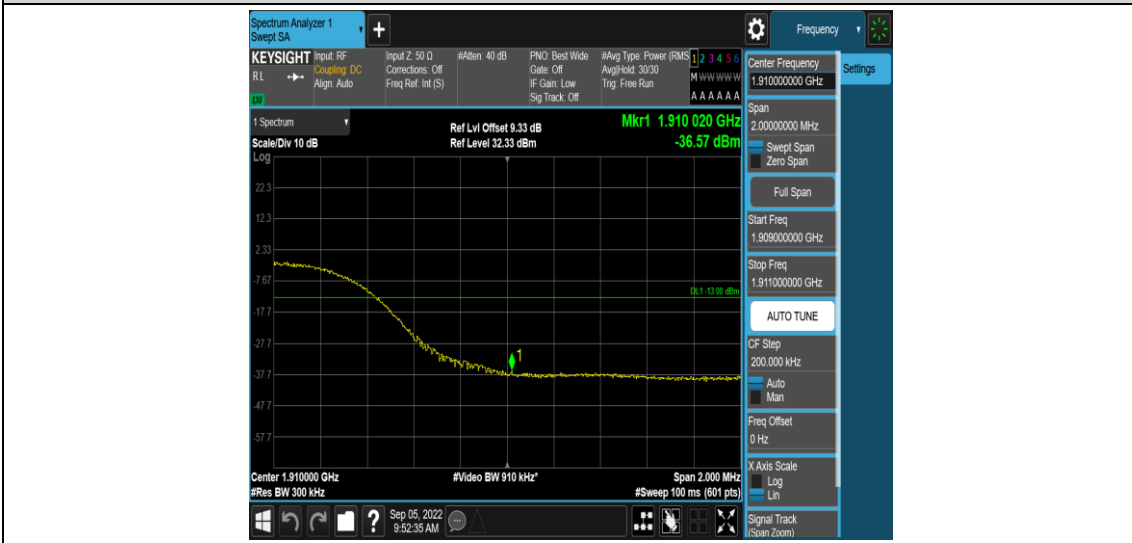 Spectrum Analyzer 1
Swept SA
+
Frequency
KEYSIGHT
R L
LXI
Input: RF
Coupling: DC
Align: Auto
Input Z: 50 Ω
Corrections: Off
Freq Ref: Int (S)
#Atten: 40 dB
PNO: Best Wide
Gate: Off
IF Gain: Low
Sig Track: Off
#Avg Type: Power (RMS
Avg|Hold: 30/30
Trig: Free Run
1 2 3 4 5 6
M W W W W W
A A A A A A
1 Spectrum
Scale/Div 10 dB
Log
Ref Lvl Offset 9.33 dB
Ref Level 32.33 dBm
Mkr1 1.910 020 GHz
-36.57 dBm
22.3
12.3
2.33
-7.67
DL1 -13.00 dBm
-17.7
-27.7
1
-37.7
-47.7
-57.7
Center 1.910000 GHz
#Video BW 910 kHz*
Span 2.000 MHz
#Res BW 300 kHz
#Sweep 100 ms (601 pts)
Center Frequency
1.910000000 GHz
Settings
Span
2.00000000 MHz
Swept Span
Zero Span
Full Span
Start Freq
1.909000000 GHz
Stop Freq
1.911000000 GHz
AUTO TUNE
CF Step
200.000 kHz
Auto
Man
Freq Offset
0 Hz
X Axis Scale
Log
Lin
Signal Track
(Span Zoom)
?
Sep 05, 2022
9:52:35 AM